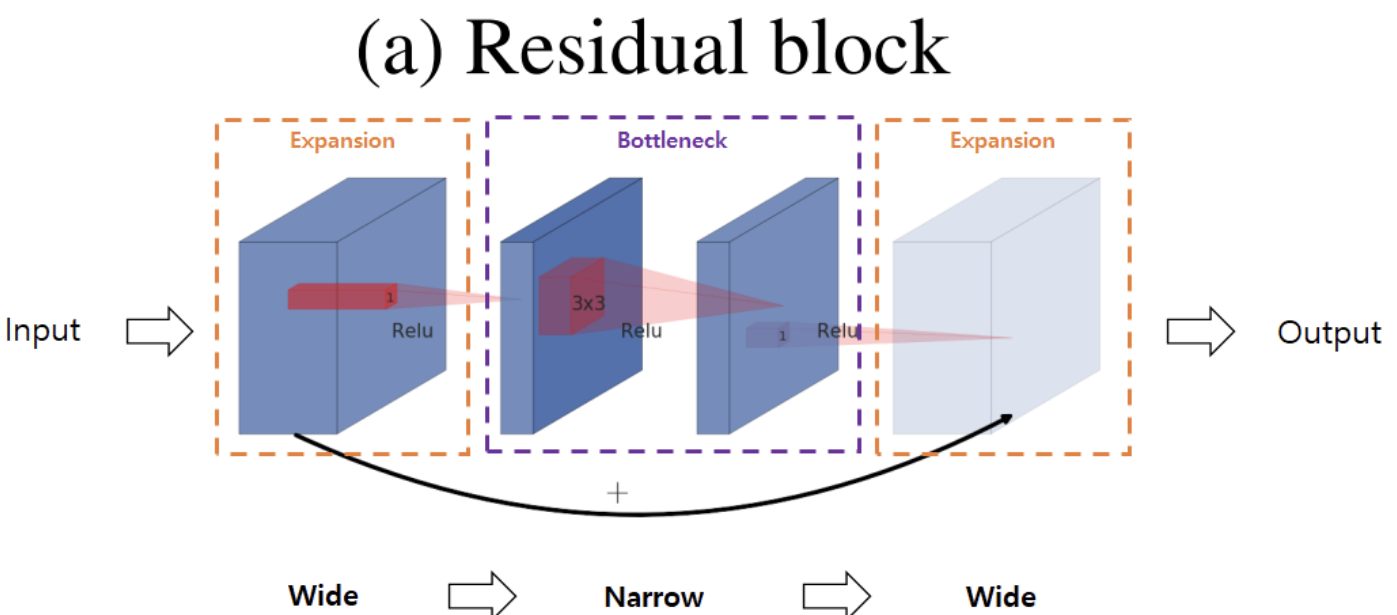 (a) Residual block
Expansion Bottleneck Expansion
1 3x3 1
Relu Relu Relu
Input Output
+
Wide Narrow Wide